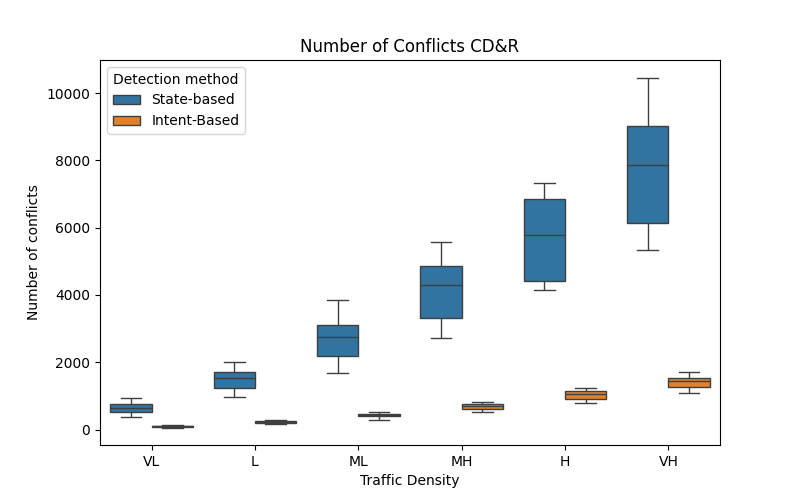 Number of Conflicts CD&R
Detection method
State-based
Intent-Based
Number of conflicts
10000
8000
6000
4000
2000
0
VL L ML MH H VH
Traffic Density